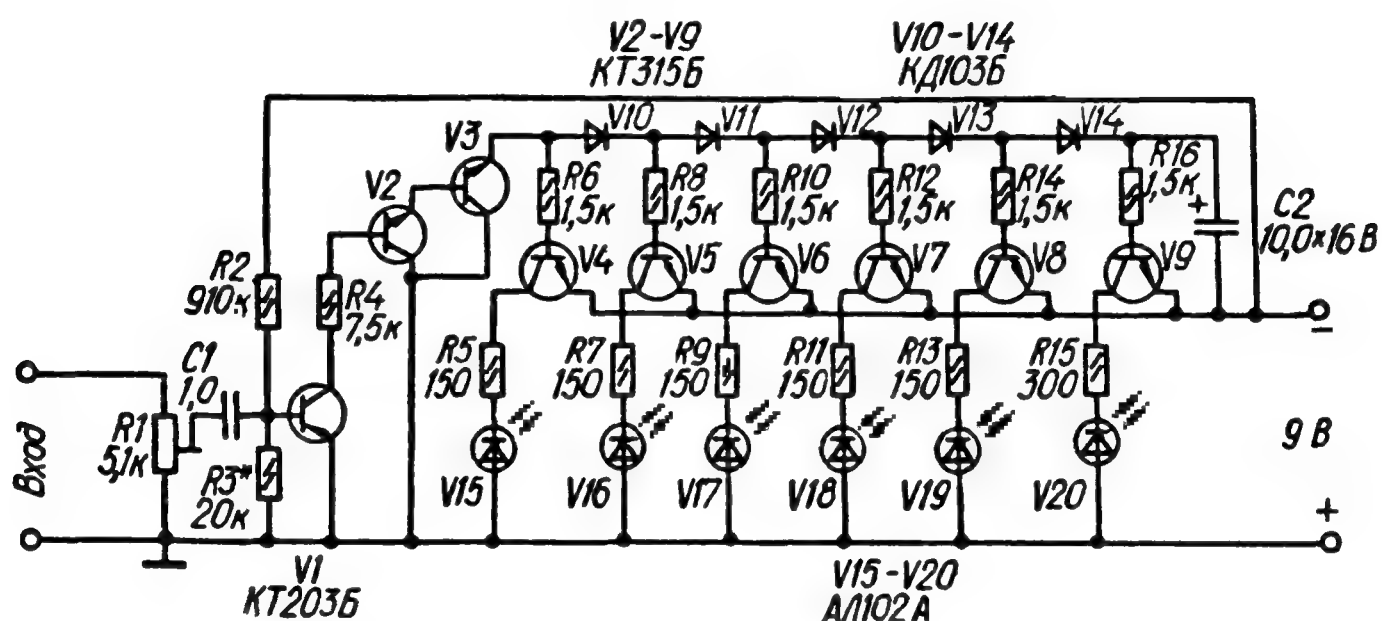 V2-V9
КТ315Б
V10-V14
КД103Б
V3
V10
V11
V12
V13
V14
V2
R6
1,5к
R8
1,5к
R10
1,5к
R12
1,5к
R14
1,5к
R16
1,5к
+
C2
10,0×16 В
R2
910к
R4
7,5к
V4
V5
V6
V7
V8
V9
−
C1
1,0
R5
150
R7
150
R9
150
R11
150
R13
150
R15
300
Вход
R1
5,1к
R3*
20к
V15
V16
V17
V18
V19
V20
9 В
+
V1
КТ203Б
V15-V20
АЛ102А